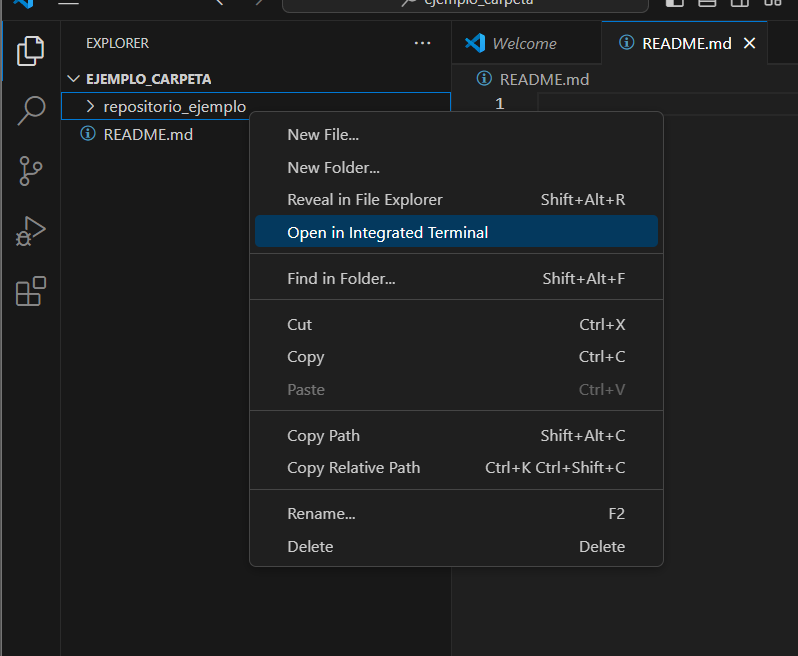 ejemplo_carpeta
EXPLORER
Welcome
README.md
EJEMPLO_CARPETA
README.md
repositorio_ejemplo
1
README.md
New File...
New Folder...
Reveal in File Explorer Shift+Alt+R
Open in Integrated Terminal
Find in Folder... Shift+Alt+F
Cut Ctrl+X
Copy Ctrl+C
Paste Ctrl+V
Copy Path Shift+Alt+C
Copy Relative Path Ctrl+K Ctrl+Shift+C
Rename... F2
Delete Delete